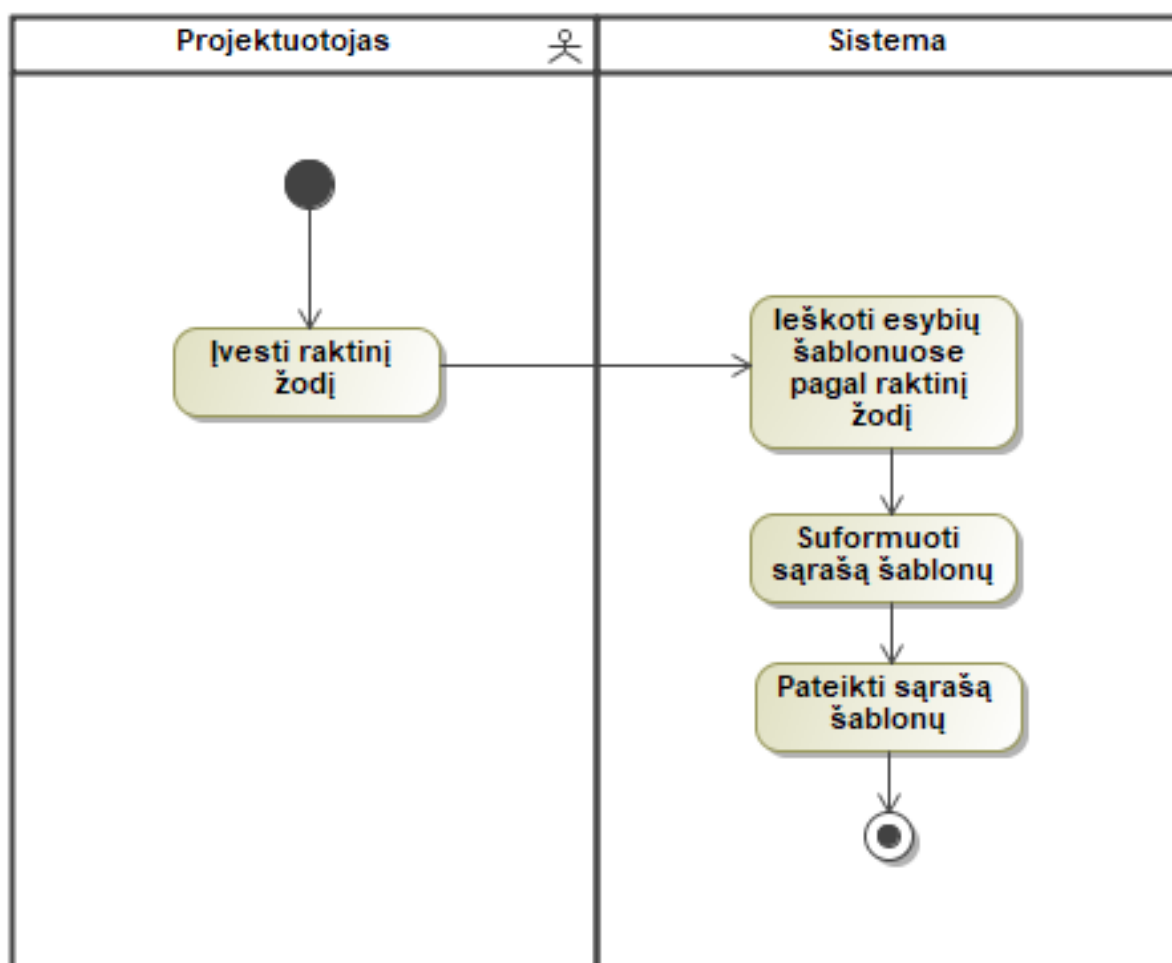 Projektuotojas
Sistema
Įvesti raktinį
žodį
Ieškoti esybių
šablonuose
pagal raktinį
žodį
Suformuoti
sąrašą šablonų
Pateikti sąrašą
šablonų